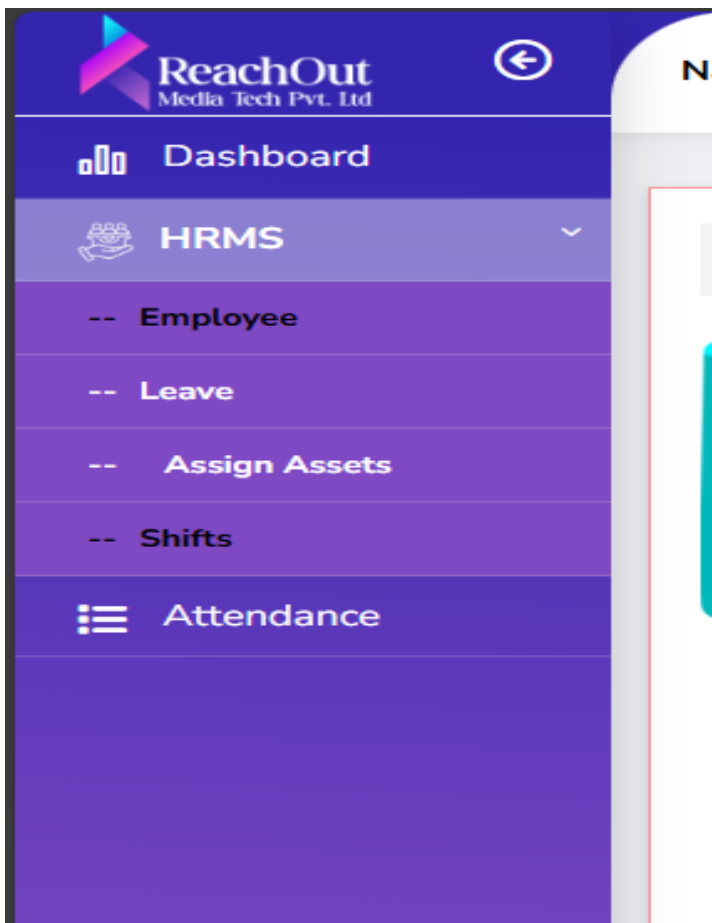 ReachOut
Media Tech Pvt. Ltd
Dashboard
HRMS
-- Employee
-- Leave
-- Assign Assets
-- Shifts
Attendance